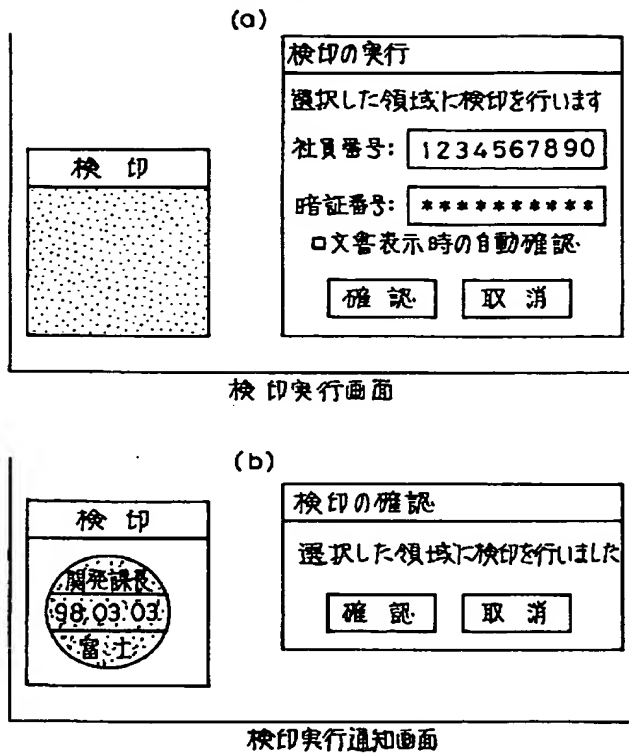 (a)
検印の実行
選択した領域に検印を行います
検 印
社員番号: 1234567890
暗証番号: **********
□文書表示時の自動確認
確 認
取 消
検印実行画面
(b)
検印の確認
検 印
選択した領域に検印を行いました
開発課長
98.03.03
富 士
確 認
取 消
検印実行通知画面